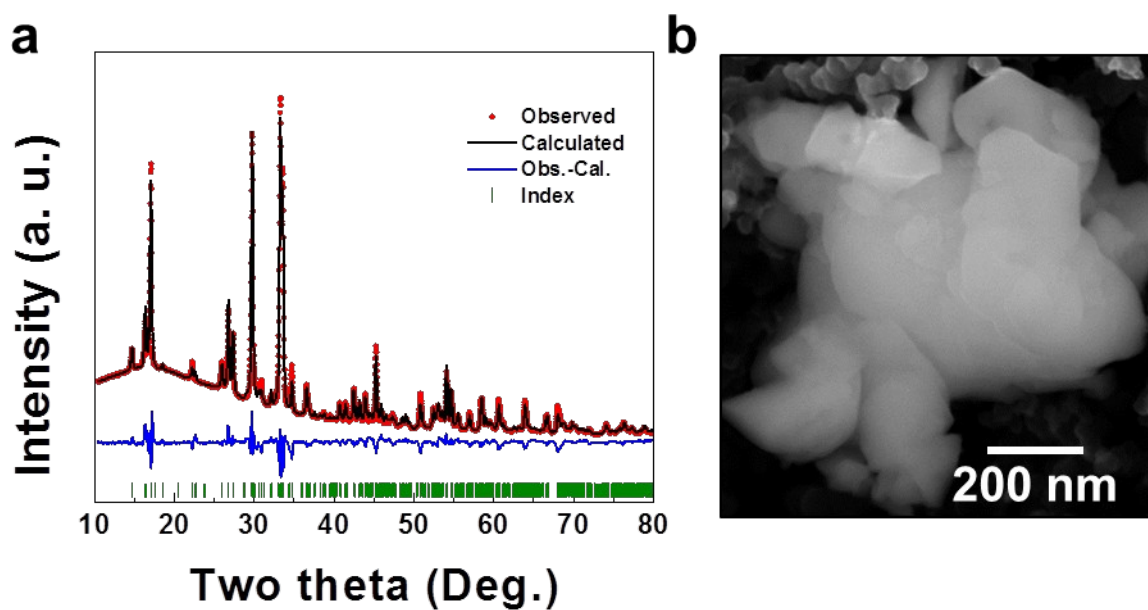 a
b
Observed
Calculated
Obs.-Cal.
Index
Intensity (a. u.)
10 20 30 40 50 60 70 80
Two theta (Deg.)
200 nm